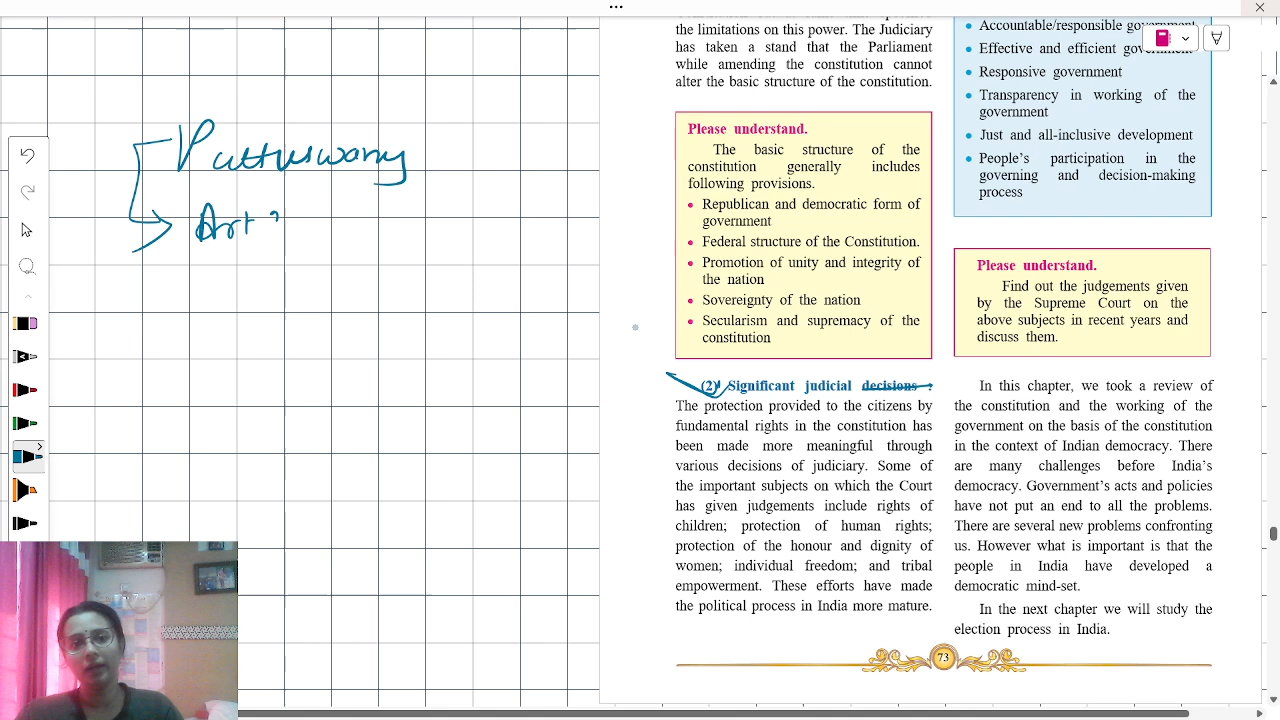 Puttuswamy
Art 2
the limitations on this power. The Judiciary
has taken a stand that the Parliament
while amending the constitution cannot
alter the basic structure of the constitution.
Please understand.
The basic structure of the
constitution generally includes
following provisions.
• Republican and democratic form of
government
• Federal structure of the Constitution.
• Promotion of unity and integrity of
the nation
• Sovereignty of the nation
• Secularism and supremacy of the
constitution
(2) Significant judicial decisions :
The protection provided to the citizens by
fundamental rights in the constitution has
been made more meaningful through
various decisions of judiciary. Some of
the important subjects on which the Court
has given judgements include rights of
children; protection of human rights;
protection of the honour and dignity of
women; individual freedom; and tribal
empowerment. These efforts have made
the political process in India more mature.
• Accountable/responsible government
• Effective and efficient government
• Responsive government
• Transparency in working of the
government
• Just and all-inclusive development
• People's participation in the
governing and decision-making
process
Please understand.
Find out the judgements given
by the Supreme Court on the
above subjects in recent years and
discuss them.
In this chapter, we took a review of
the constitution and the working of the
government on the basis of the constitution
in the context of Indian democracy. There
are many challenges before India's
democracy. Government's acts and policies
have not put an end to all the problems.
There are several new problems confronting
us. However what is important is that the
people in India have developed a
democratic mind-set.
In the next chapter we will study the
election process in India.
73